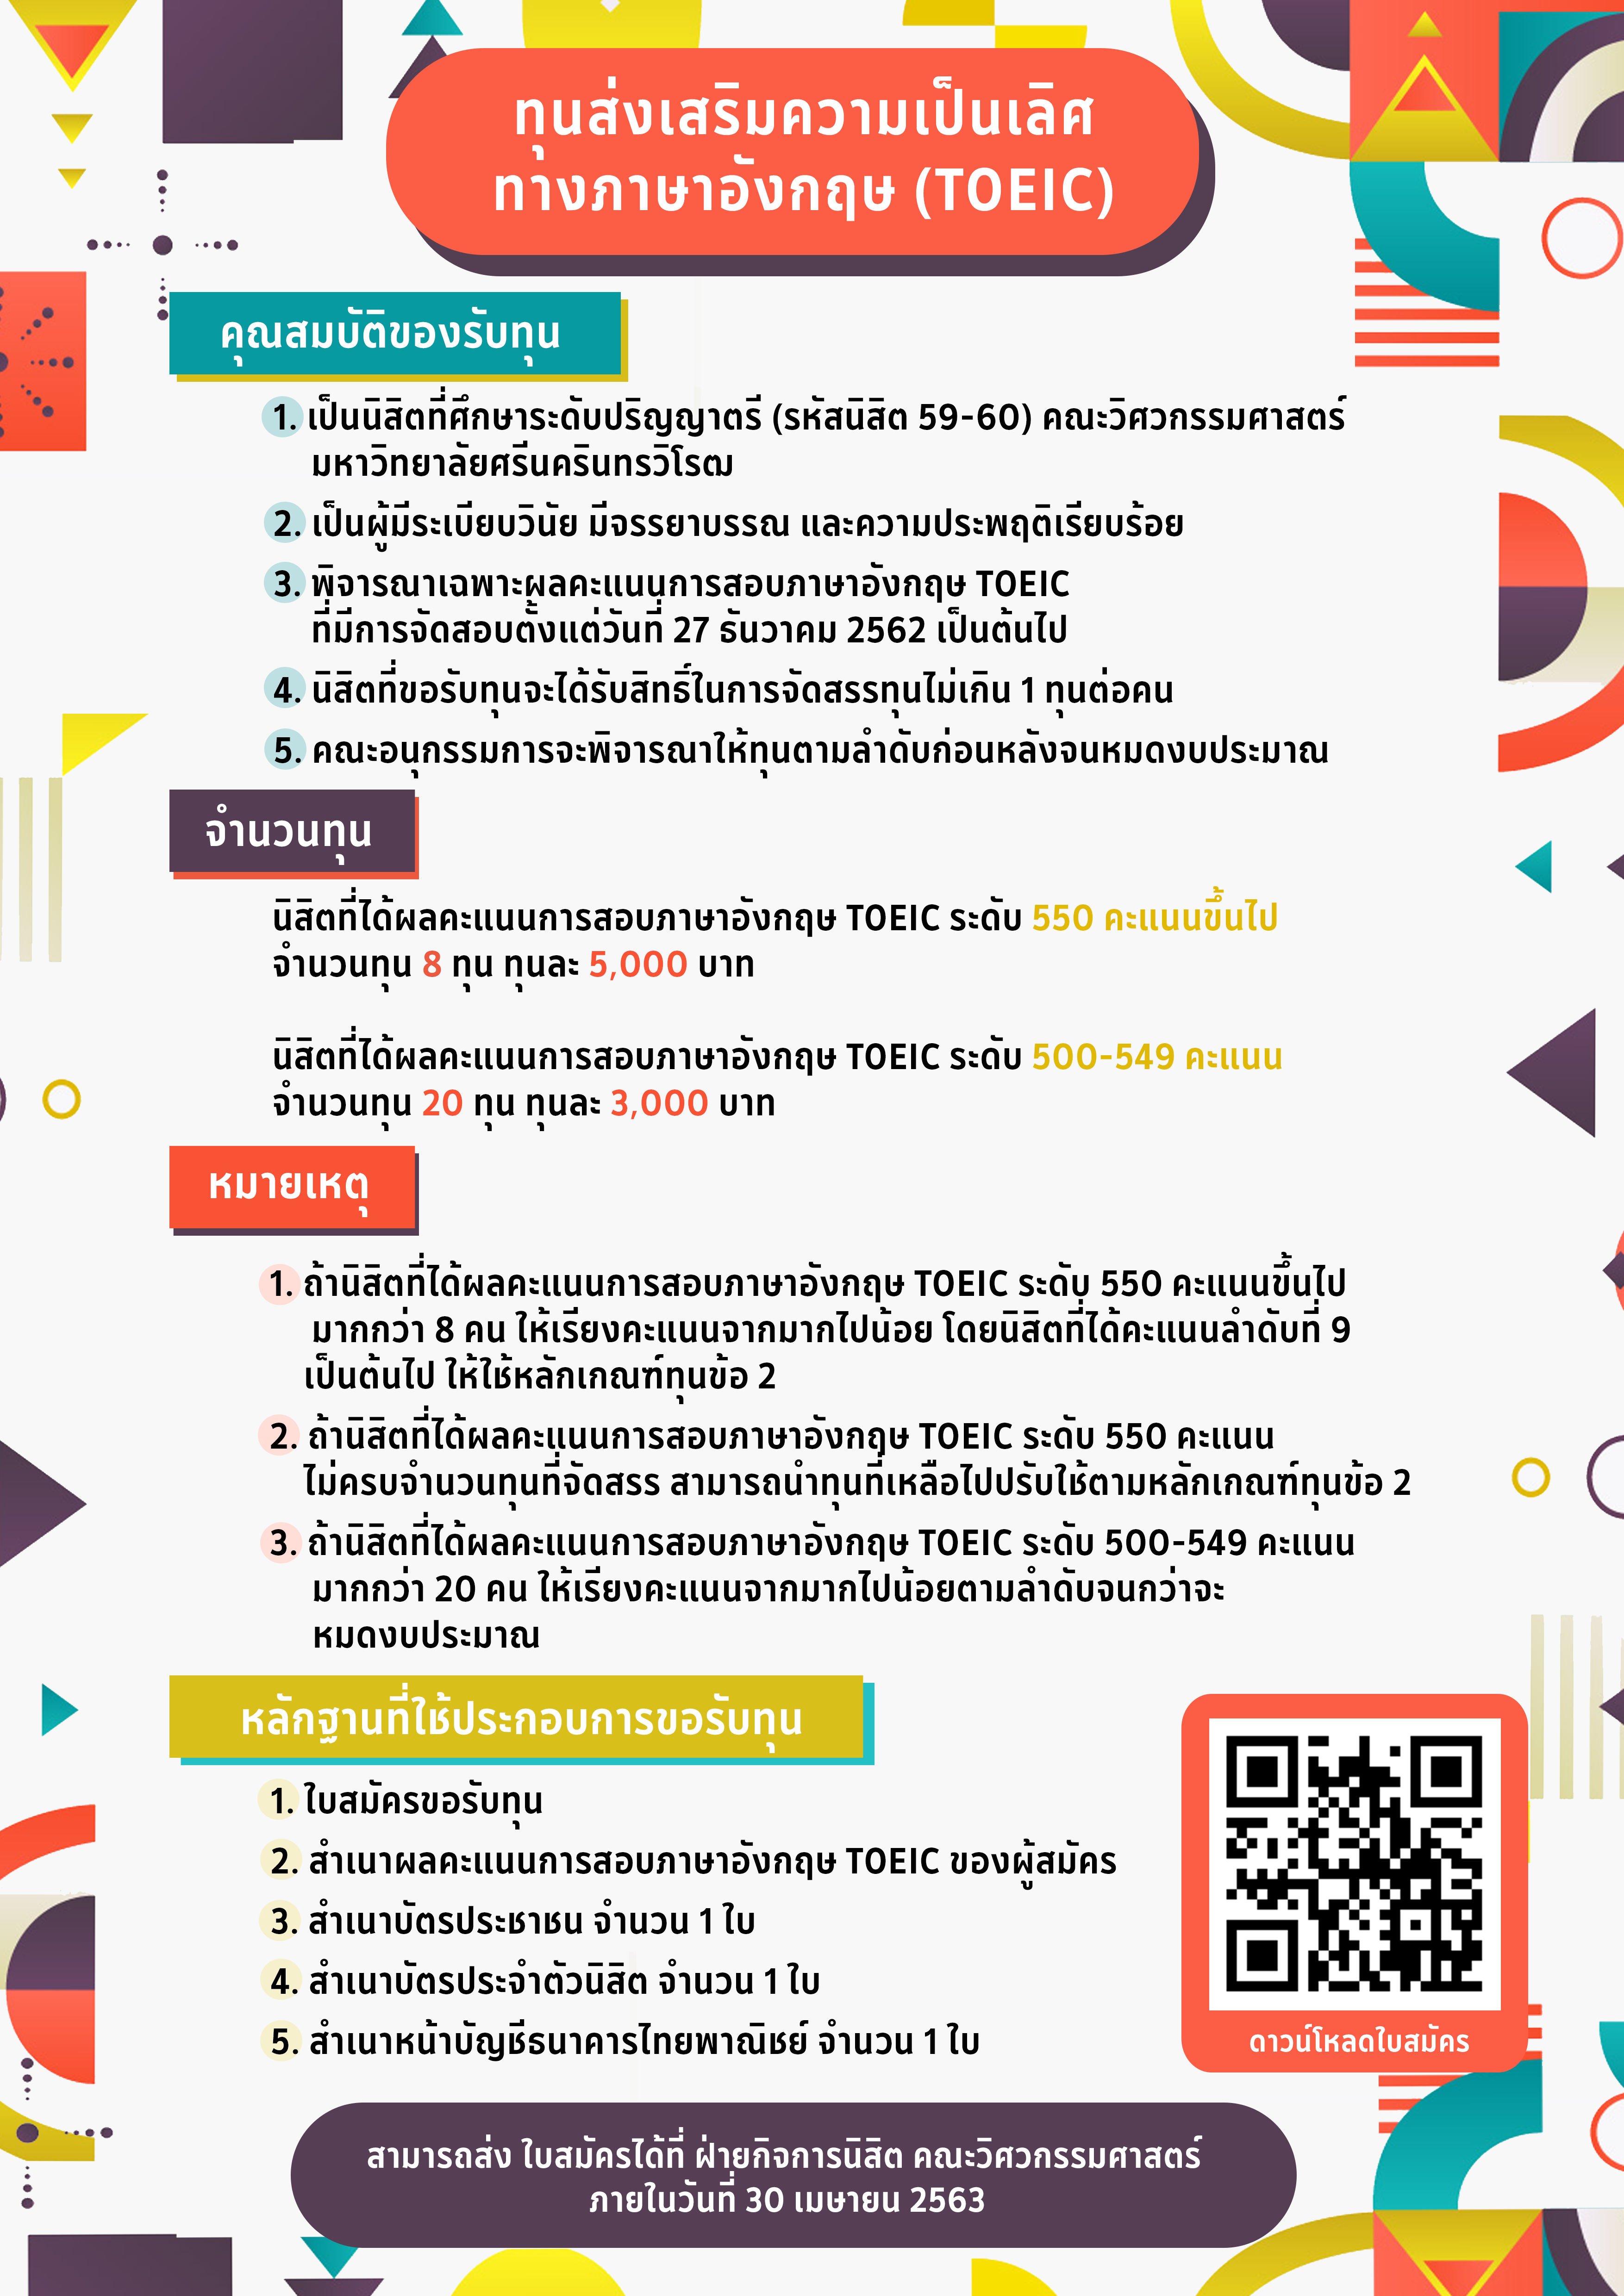 ทุนส่งเสริมความเป็นเลิศ
ทางภาษาอังกฤษ (TOEIC)
คุณสมบัติของรับทุน
1. เป็นนิสิตที่ศึกษาระดับปริญญาตรี (รหัสนิสิต 59-60) คณะวิศวกรรมศาสตร์
มหาวิทยาลัยศรีนครินทรวิโรฒ
2. เป็นผู้มีระเบียบวินัย มีจรรยาบรรณ และความประพฤติเรียบร้อย
3. พิจารณาเฉพาะผลคะแนนการสอบภาษาอังกฤษ TOEIC
ที่มีการจัดสอบตั้งแต่วันที่ 27 ธันวาคม 2562 เป็นต้นไป
4. นิสิตที่ขอรับทุนจะได้รับสิทธิ์ในการจัดสรรทุนไม่เกิน 1 ทุนต่อคน
5. คณะอนุกรรมการจะพิจารณาให้ทุนตามลำดับก่อนหลังจนหมดงบประมาณ
จำนวนทุน
นิสิตที่ได้ผลคะแนนการสอบภาษาอังกฤษ TOEIC ระดับ 550 คะแนนขึ้นไป
จำนวนทุน 8 ทุน ทุนละ 5,000 บาท
นิสิตที่ได้ผลคะแนนการสอบภาษาอังกฤษ TOEIC ระดับ 500-549 คะแนน
จำนวนทุน 20 ทุน ทุนละ 3,000 บาท
หมายเหตุ
1. ถ้านิสิตที่ได้ผลคะแนนการสอบภาษาอังกฤษ TOEIC ระดับ 550 คะแนนขึ้นไป
มากกว่า 8 คน ให้เรียงคะแนนจากมากไปน้อย โดยนิสิตที่ได้คะแนนลำดับที่ 9
เป็นต้นไป ให้ใช้หลักเกณฑ์ทุนข้อ 2
2. ถ้านิสิตที่ได้ผลคะแนนการสอบภาษาอังกฤษ TOEIC ระดับ 550 คะแนน
ไม่ครบจำนวนทุนที่จัดสรร สามารถนำทุนที่เหลือไปปรับใช้ตามหลักเกณฑ์ทุนข้อ 2
3. ถ้านิสิตที่ได้ผลคะแนนการสอบภาษาอังกฤษ TOEIC ระดับ 500-549 คะแนน
มากกว่า 20 คน ให้เรียงคะแนนจากมากไปน้อยตามลำดับจนกว่าจะ
หมดงบประมาณ
หลักฐานที่ใช้ประกอบการขอรับทุน
1. ใบสมัครขอรับทุน
2. สำเนาผลคะแนนการสอบภาษาอังกฤษ TOEIC ของผู้สมัคร
3. สำเนาบัตรประชาชน จำนวน 1 ใบ
4. สำเนาบัตรประจำตัวนิสิต จำนวน 1 ใบ
5. สำเนาหน้าบัญชีธนาคารไทยพาณิชย์ จำนวน 1 ใบ
ดาวน์โหลดใบสมัคร
สามารถส่ง ใบสมัครได้ที่ ฝ่ายกิจการนิสิต คณะวิศวกรรมศาสตร์
ภายในวันที่ 30 เมษายน 2563